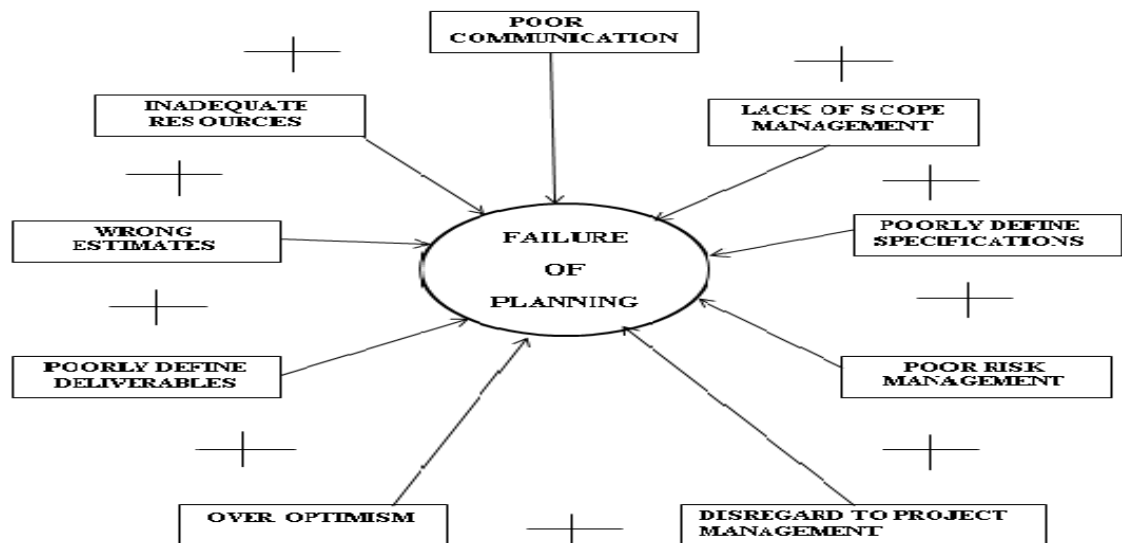 POOR
COMMUNICATION
INADEQUATE
RESOURCES
LACK OF SCOPE
MANAGEMENT
WRONG
ESTIMATES
FAILURE
OF
PLANNING
POORLY DEFINE
SPECIFICATIONS
POORLY DEFINE
DELIVERABLES
POOR RISK
MANAGEMENT
OVER OPTIMISM
DISREGARD TO PROJECT
MANAGEMENT